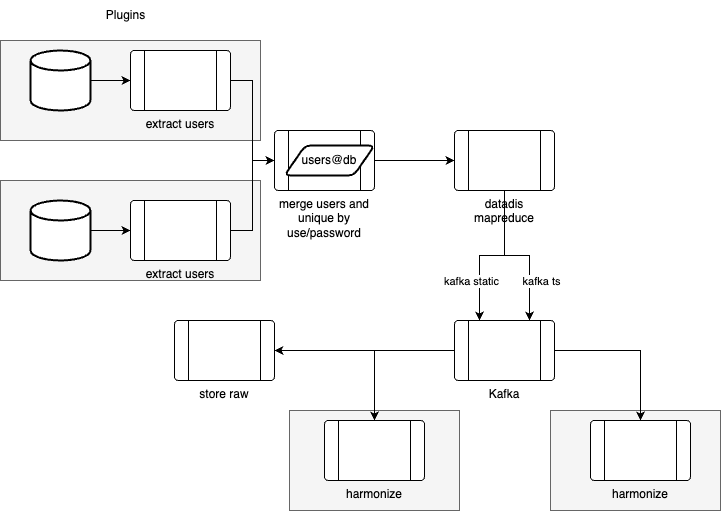 Plugins
extract users
users@db
merge users and
unique by
use/password
datadis
mapreduce
extract users
kafka static
kafka ts
store raw
Kafka
harmonize
harmonize